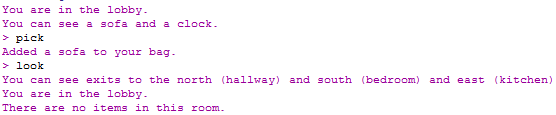 You are in the lobby.
You can see a sofa and a clock.
> pick
Added a sofa to your bag.
> look
You can see exits to the north (hallway) and south (bedroom) and east (kitchen)
You are in the lobby.
There are no items in this room.